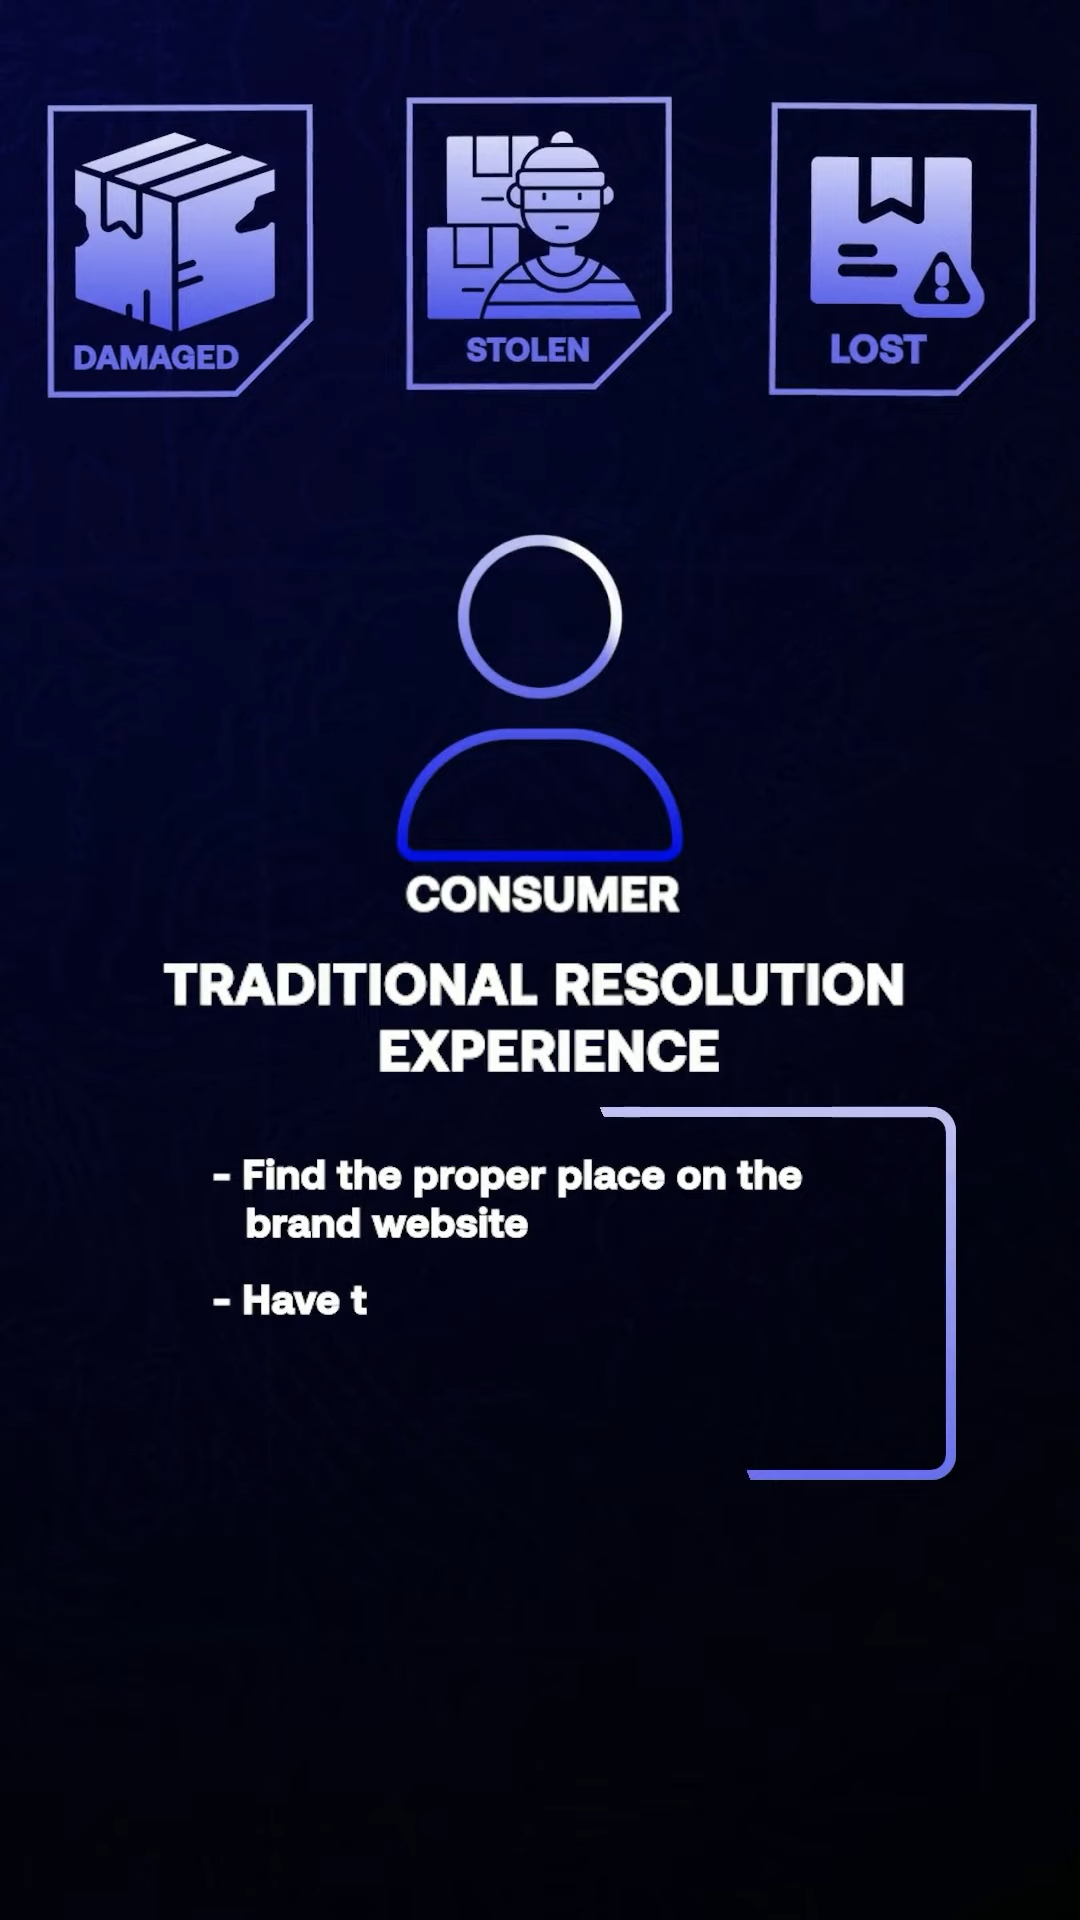 DAMAGED
STOLEN
LOST
CONSUMER
TRADITIONAL RESOLUTION
EXPERIENCE
- Find the proper place on the
brand website
- Have t